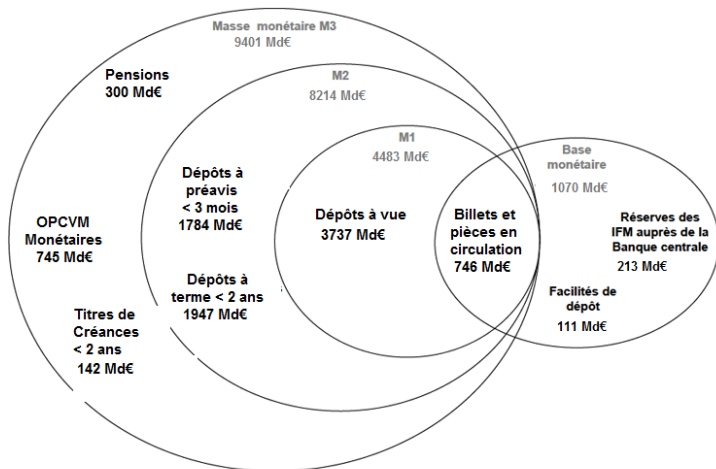 Masse monétaire M3
9401 Md€
Pensions
300 Md€
M2
8214 Md€
M1
4483 Md€
Base
monétaire
1070 Md€
Dépôts à
préavis
< 3 mois
1784 Md€
Dépôts à vue
3737 Md€
Billets et
pièces en
circulation
746 Md€
OPCVM
Monétaires
745 Md€
Réserves des
IFM auprès de la
Banque centrale
213 Md€
Dépôts à
terme < 2 ans
1947 Md€
Facilités de
dépôt
111 Md€
Titres de
Créances
< 2 ans
142 Md€